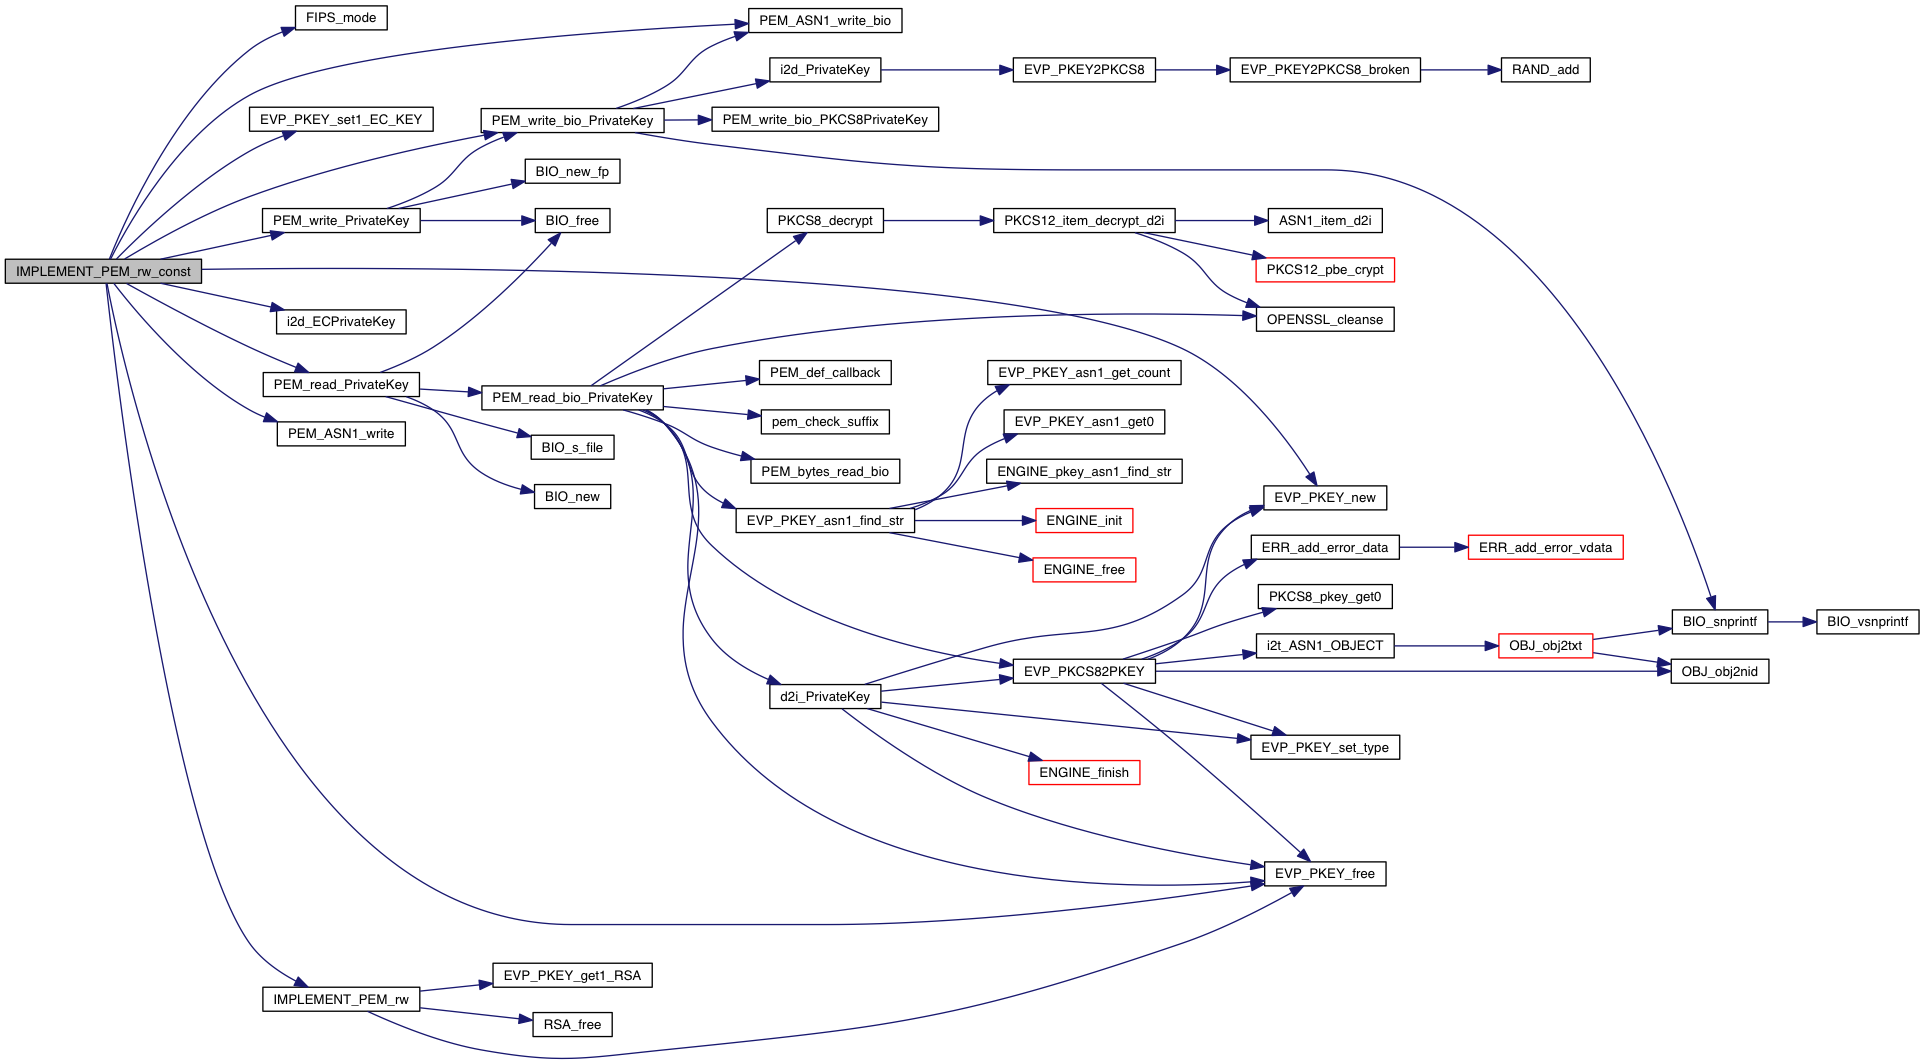 IMPLEMENT_PEM_rw_const
FIPS_mode
EVP_PKEY_set1_EC_KEY
PEM_write_PrivateKey
i2d_ECPrivateKey
PEM_read_PrivateKey
PEM_ASN1_write
IMPLEMENT_PEM_rw
PEM_write_bio_PrivateKey
BIO_new_fp
BIO_free
PEM_read_bio_PrivateKey
BIO_s_file
BIO_new
EVP_PKEY_get1_RSA
RSA_free
PEM_ASN1_write_bio
i2d_PrivateKey
PEM_write_bio_PKCS8PrivateKey
PKCS8_decrypt
PEM_def_callback
pem_check_suffix
PEM_bytes_read_bio
EVP_PKEY_asn1_find_str
d2i_PrivateKey
EVP_PKEY2PKCS8
PKCS12_item_decrypt_d2i
EVP_PKEY_asn1_get_count
EVP_PKEY_asn1_get0
ENGINE_pkey_asn1_find_str
ENGINE_init
ENGINE_free
EVP_PKCS82PKEY
ENGINE_finish
EVP_PKEY2PKCS8_broken
ASN1_item_d2i
PKCS12_pbe_crypt
OPENSSL_cleanse
EVP_PKEY_new
ERR_add_error_data
PKCS8_pkey_get0
i2t_ASN1_OBJECT
EVP_PKEY_set_type
EVP_PKEY_free
RAND_add
ERR_add_error_vdata
OBJ_obj2txt
BIO_snprintf
OBJ_obj2nid
BIO_vsnprintf